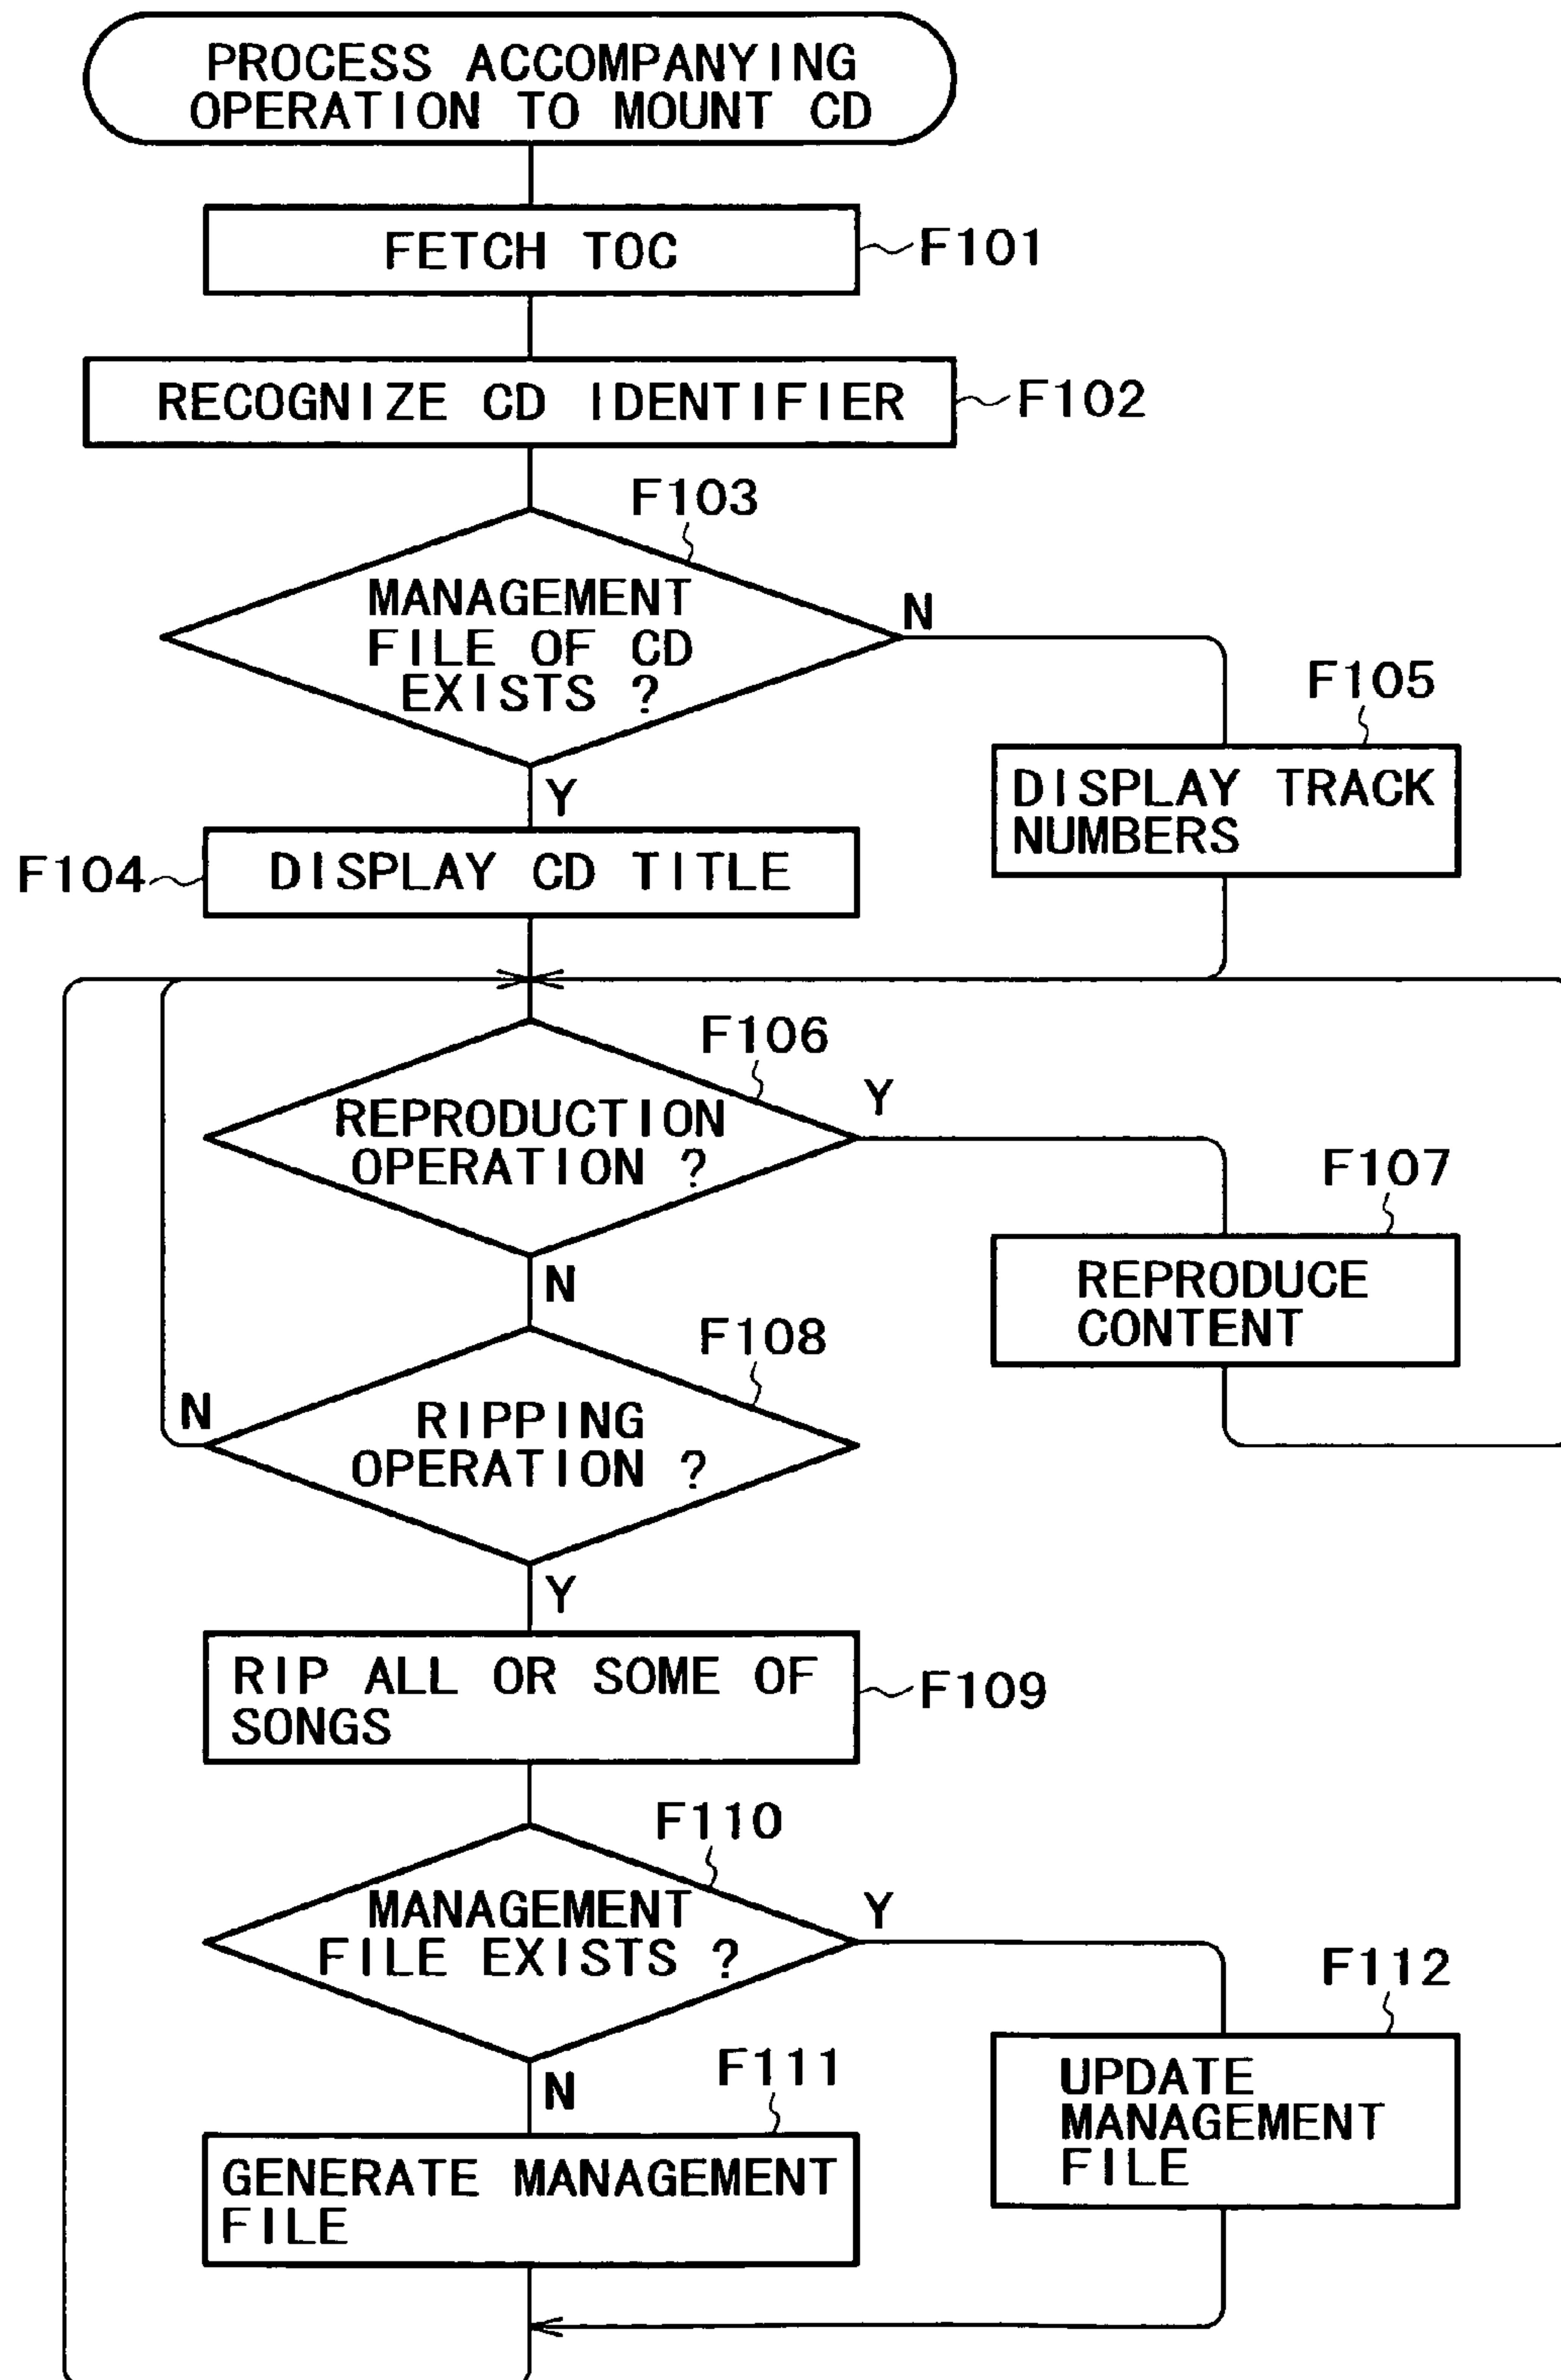 PROCESS ACCOMPANYING
OPERATION TO MOUNT CD
FETCH TOC
F101
RECOGNIZE CD IDENTIFIER
F102
F103
MANAGEMENT
FILE OF CD
EXISTS ?
N
Y
F105
DISPLAY TRACK
NUMBERS
F104
DISPLAY CD TITLE
F106
REPRODUCTION
OPERATION ?
Y
N
F107
REPRODUCE
CONTENT
F108
RIPPING
OPERATION ?
N
Y
RIP ALL OR SOME OF
SONGS
F109
F110
MANAGEMENT
FILE EXISTS ?
Y
N
F112
UPDATE
MANAGEMENT
FILE
F111
GENERATE MANAGEMENT
FILE